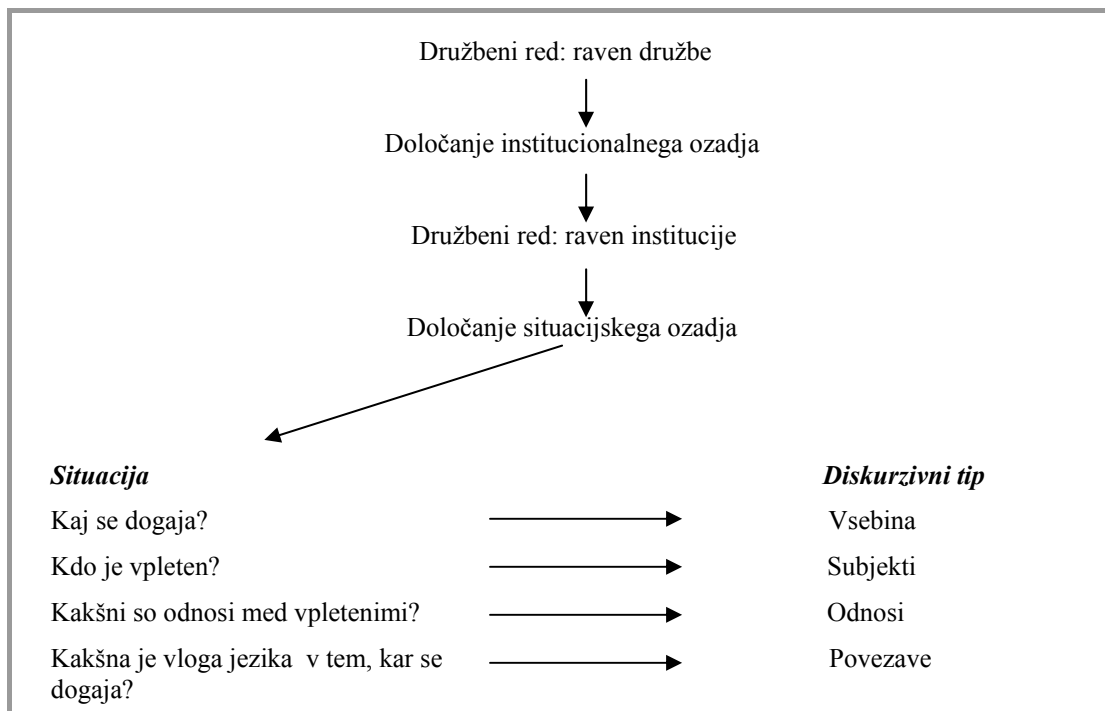 Družbeni red: raven družbe
Določanje institucionalnega ozadja
Družbeni red: raven institucije
Določanje situacijskega ozadja
Situacija Diskurzivni tip
Kaj se dogaja? Vsebina
Kdo je vpleten? Subjekti
Kakšni so odnosi med vpletenimi? Odnosi
Kakšna je vloga jezika v tem, kar se Povezave
dogaja?